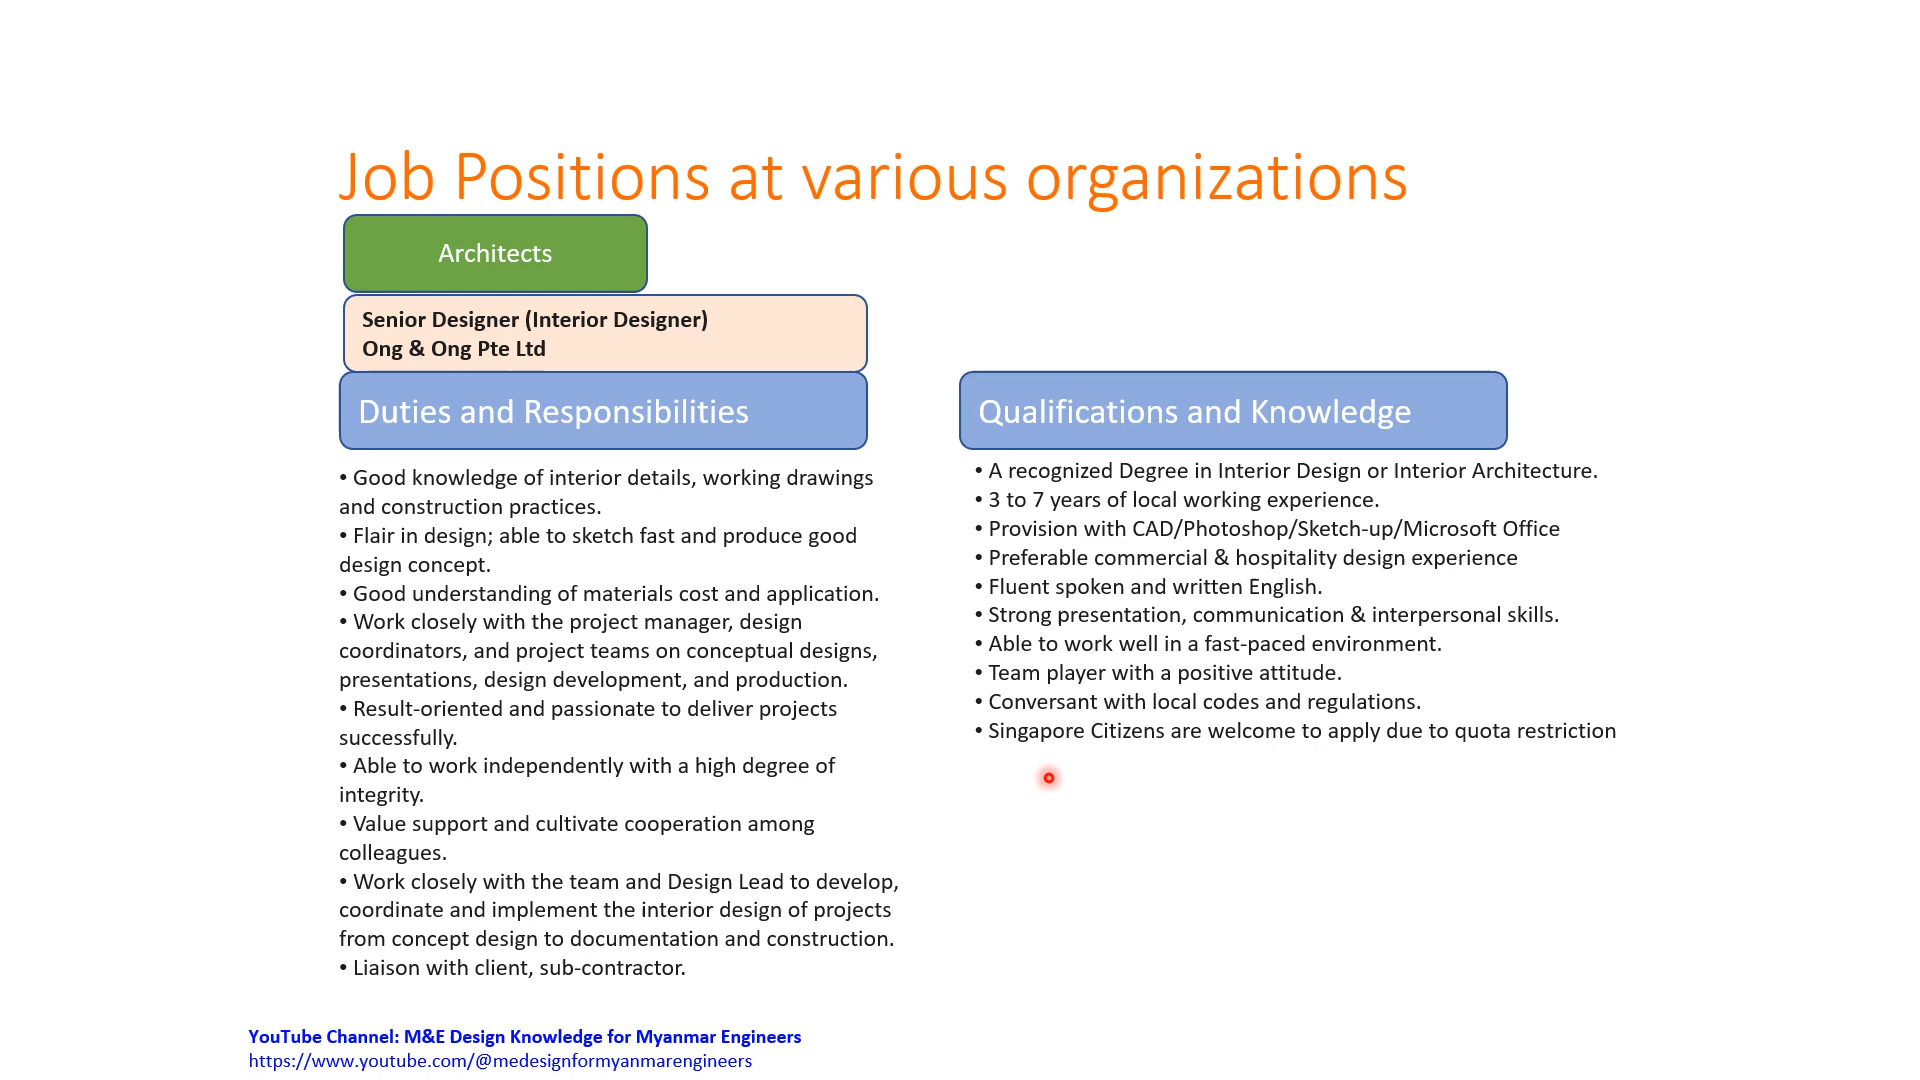 Job Positions at various organizations
Architects
Senior Designer (Interior Designer)
Ong & Ong Pte Ltd
Duties and Responsibilities
• Good knowledge of interior details, working drawings
and construction practices.
• Flair in design; able to sketch fast and produce good
design concept.
• Good understanding of materials cost and application.
• Work closely with the project manager, design
coordinators, and project teams on conceptual designs,
presentations, design development, and production.
• Result-oriented and passionate to deliver projects
successfully.
• Able to work independently with a high degree of
integrity.
• Value support and cultivate cooperation among
colleagues.
• Work closely with the team and Design Lead to develop,
coordinate and implement the interior design of projects
from concept design to documentation and construction.
• Liaison with client, sub-contractor.
Qualifications and Knowledge
• A recognized Degree in Interior Design or Interior Architecture.
• 3 to 7 years of local working experience.
• Provision with CAD/Photoshop/Sketch-up/Microsoft Office
• Preferable commercial & hospitality design experience
• Fluent spoken and written English.
• Strong presentation, communication & interpersonal skills.
• Able to work well in a fast-paced environment.
• Team player with a positive attitude.
• Conversant with local codes and regulations.
• Singapore Citizens are welcome to apply due to quota restriction
YouTube Channel: M&E Design Knowledge for Myanmar Engineers
https://www.youtube.com/@medesignformyanmarengineers